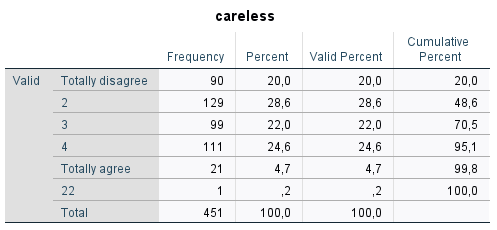 careless
Frequency Percent Valid Percent Cumulative Percent
Valid Totally disagree 90 20,0 20,0 20,0
2 129 28,6 28,6 48,6
3 99 22,0 22,0 70,5
4 111 24,6 24,6 95,1
Totally agree 21 4,7 4,7 99,8
22 1 ,2 ,2 100,0
Total 451 100,0 100,0